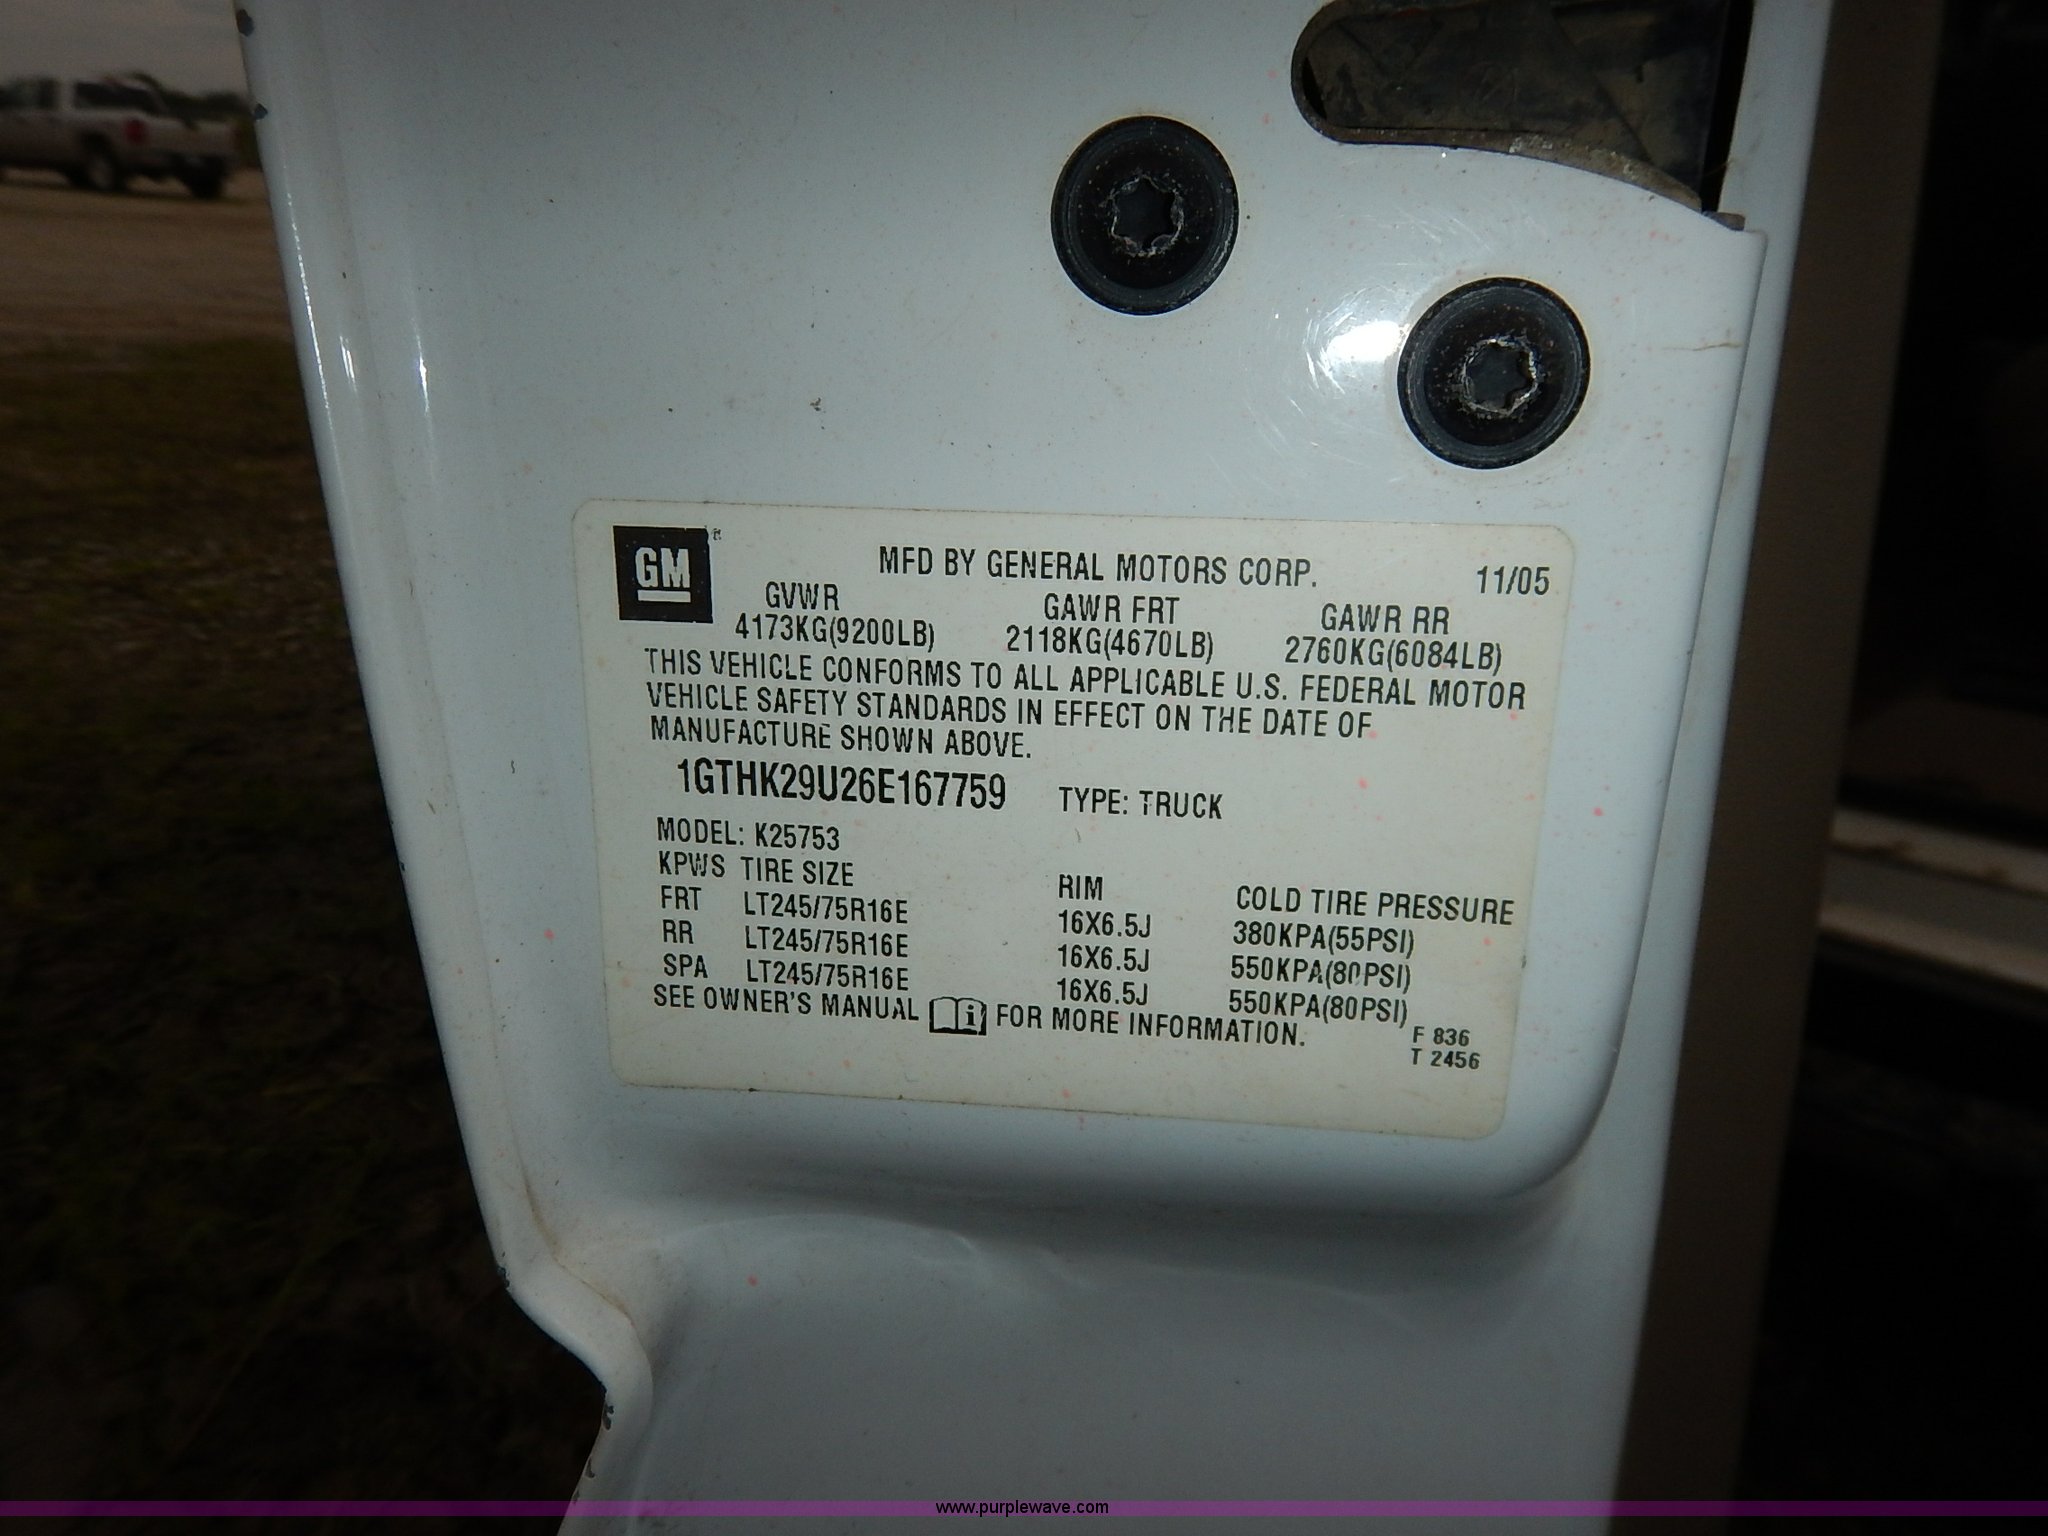 GM
MFD BY GENERAL MOTORS CORP. 11/05
GVWR GAWR FRT GAWR RR
4173KG(9200LB) 2118KG(4670LB) 2760KG(6084LB)
THIS VEHICLE CONFORMS TO ALL APPLICABLE U.S. FEDERAL MOTOR
VEHICLE SAFETY STANDARDS IN EFFECT ON THE DATE OF
MANUFACTURE SHOWN ABOVE.
1GTHK29U26E167759 TYPE: TRUCK
MODEL: K25753
KPWS TIRE SIZE RIM COLD TIRE PRESSURE
FRT LT245/75R16E 16X6.5J 380KPA(55PSI)
RR LT245/75R16E 16X6.5J 550KPA(80PSI)
SPA LT245/75R16E 16X6.5J 550KPA(80PSI)
SEE OWNER'S MANUAL i FOR MORE INFORMATION.
F 836
T 2456
www.purplewave.com